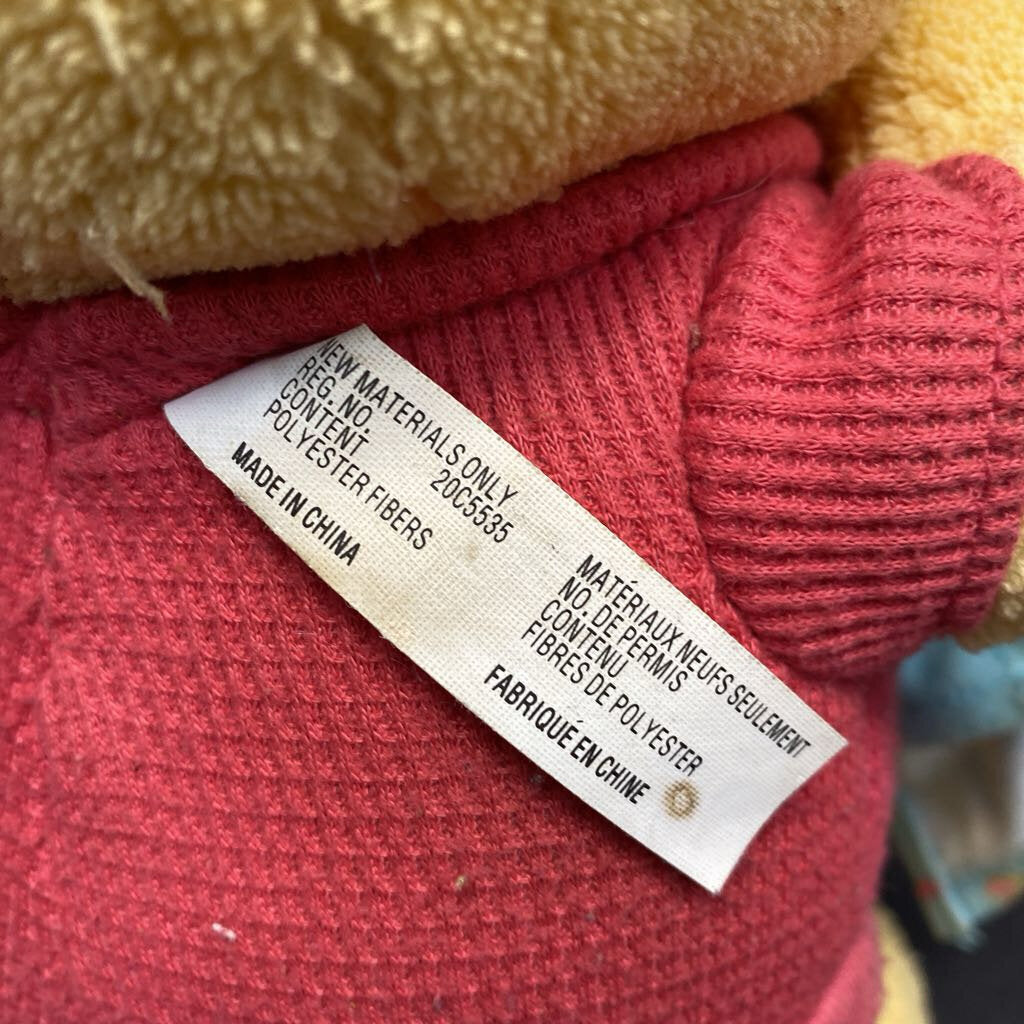 NEW MATERIALS ONLY
REG. NO. 20C5535
CONTENT
POLYESTER FIBERS
MADE IN CHINA
MATÉRIAUX NEUFS SEULEMENT
NO. DE PERMIS
CONTENU
FIBRES DE POLYESTER
FABRIQUÉ EN CHINE